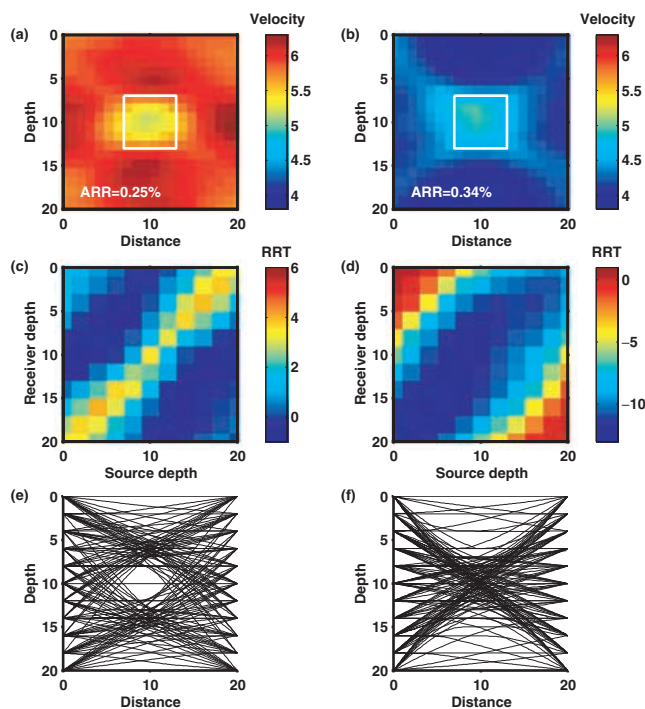 (a)
Velocity
0
5
10
15
20
Depth
ARR=0.25%
0
10
20
Distance
6
5.5
5
4.5
4
(b)
Velocity
0
5
10
15
20
Depth
ARR=0.34%
0
10
20
Distance
6
5.5
5
4.5
4
(c)
RRT
0
5
10
15
20
Receiver depth
0
10
20
Source depth
6
4
2
0
(d)
RRT
0
5
10
15
20
Receiver depth
0
10
20
Source depth
0
−5
−10
(e)
0
5
10
15
20
Depth
0
10
20
Distance
(f)
0
5
10
15
20
Depth
0
10
20
Distance